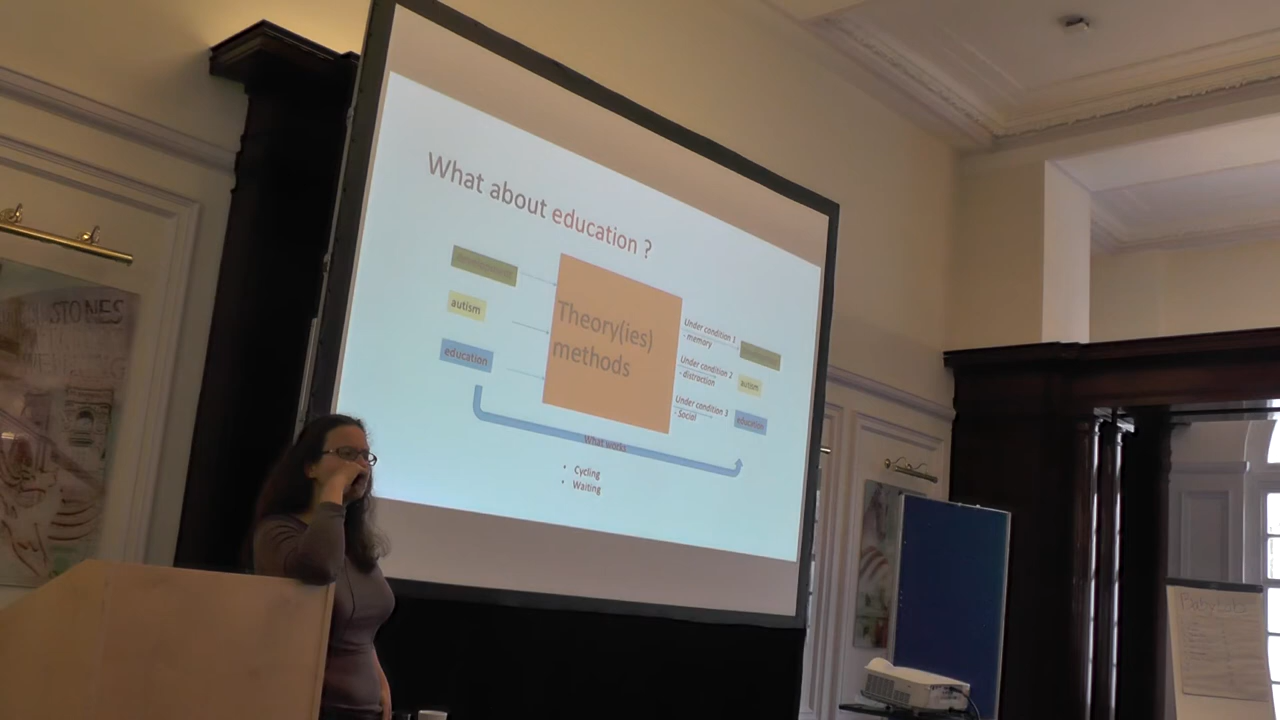 What about education ?
autism
education
Theory(ies)
methods
Under condition 1
- memory
Under condition 2
- distraction
Under condition 3
- Social
autism
education
What works
• Cycling
• Waiting
STONES